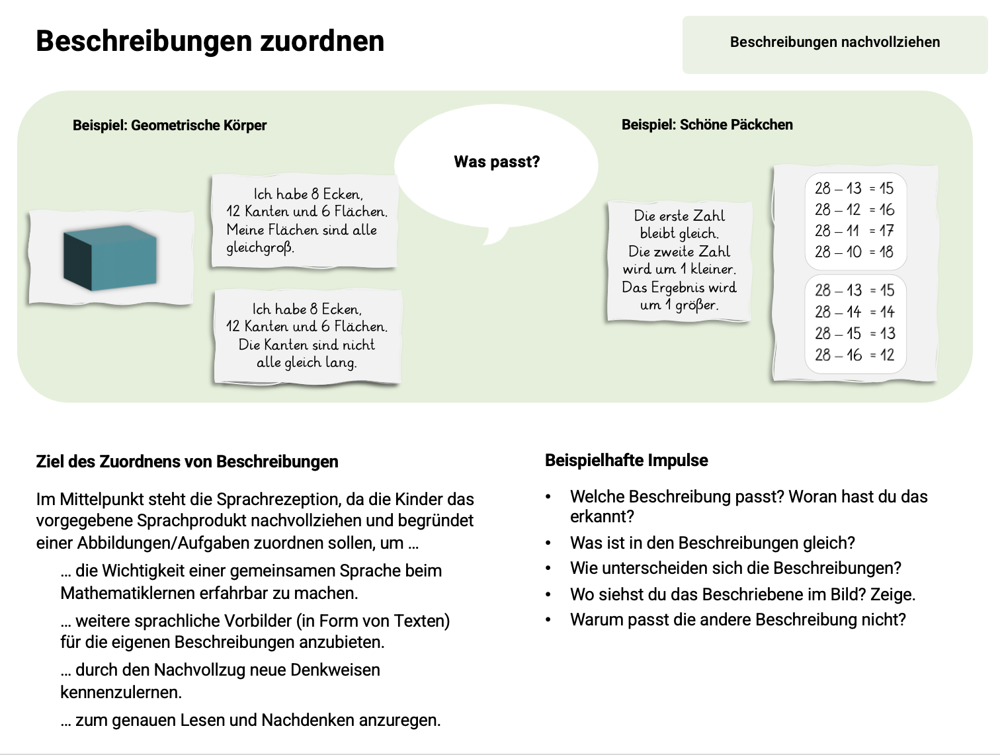 Beschreibungen zuordnen
Beschreibungen nachvollziehen
Beispiel: Geometrische Körper
Ich habe 8 Ecken,
12 Kanten und 6 Flächen.
Meine Flächen sind alle
gleichgroß.
Ich habe 8 Ecken,
12 Kanten und 6 Flächen.
Die Kanten sind nicht
alle gleich lang.
Was passt?
Beispiel: Schöne Päckchen
Die erste Zahl
bleibt gleich.
Die zweite Zahl
wird um 1 kleiner.
Das Ergebnis wird
um 1 größer.
28 – 13 = 15
28 – 12 = 16
28 – 11 = 17
28 – 10 = 18
28 – 13 = 15
28 – 14 = 14
28 – 15 = 13
28 – 16 = 12
Ziel des Zuordnens von Beschreibungen
Im Mittelpunkt steht die Sprachrezeption, da die Kinder das
vorgegebene Sprachprodukt nachvollziehen und begründet
einer Abbildungen/Aufgaben zuordnen sollen, um …
… die Wichtigkeit einer gemeinsamen Sprache beim
Mathematiklernen erfahrbar zu machen.
… weitere sprachliche Vorbilder (in Form von Texten)
für die eigenen Beschreibungen anzubieten.
… durch den Nachvollzug neue Denkweisen
kennenzulernen.
… zum genauen Lesen und Nachdenken anzuregen.
Beispielhafte Impulse
• Welche Beschreibung passt? Woran hast du das
erkannt?
• Was ist in den Beschreibungen gleich?
• Wie unterscheiden sich die Beschreibungen?
• Wo siehst du das Beschriebene im Bild? Zeige.
• Warum passt die andere Beschreibung nicht?